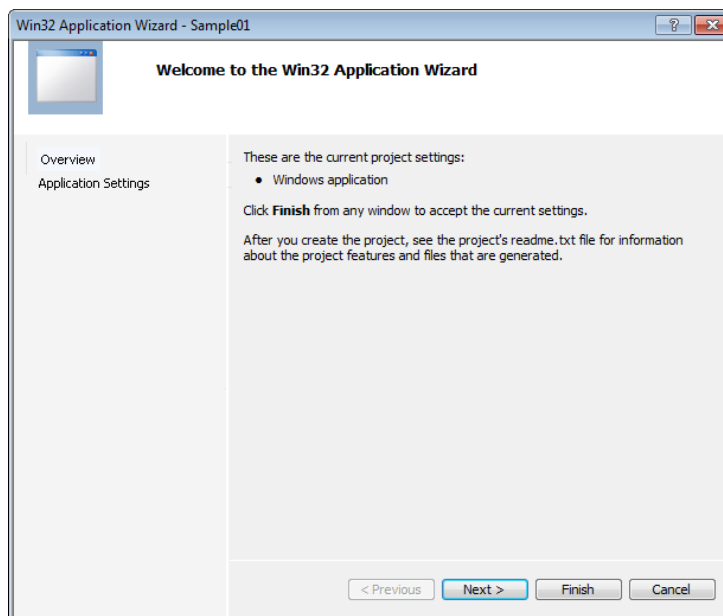 Win32 Application Wizard - Sample01
Welcome to the Win32 Application Wizard
Overview
Application Settings
These are the current project settings:
• Windows application
Click Finish from any window to accept the current settings.
After you create the project, see the project's readme.txt file for information
about the project features and files that are generated.
< Previous
Next >
Finish
Cancel